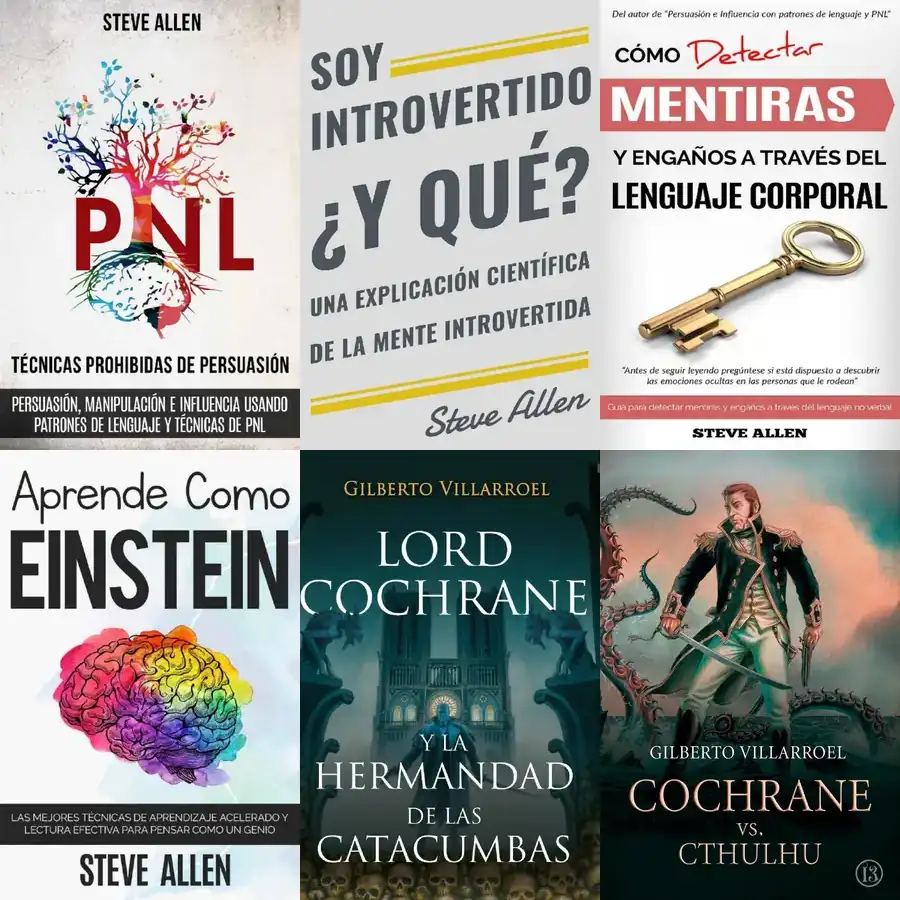 STEVE ALLEN
PNL
TÉCNICAS PROHIBIDAS DE PERSUASIÓN
PERSUASIÓN, MANIPULACIÓN E INFLUENCIA USANDO
PATRONES DE LENGUAJE Y TÉCNICAS DE PNL
SOY
INTROVERTIDO
¿Y QUÉ?
UNA EXPLICACIÓN CIENTÍFICA
DE LA MENTE INTROVERTIDA
Steve Allen
Del autor de "Persuasión e Influencia con patrones de lenguaje y PNL"
CÓMO Detectar
MENTIRAS
Y ENGAÑOS A TRAVÉS DEL
LENGUAJE CORPORAL
"Antes de seguir leyendo pregúntese si está dispuesto a descubrir
las emociones ocultas en las personas que le rodean"
Guia para detectar mentiras y engaños a traves del lenguaje no verbal
STEVE ALLEN
Aprende Como
EINSTEIN
LAS MEJORES TÉCNICAS DE APRENDIZAJE ACELERADO Y
LECTURA EFECTIVA PARA PENSAR COMO UN GENIO
STEVE ALLEN
GILBERTO VILLARROEL
LORD
COCHRANE
Y LA
HERMANDAD
DE LAS
CATACUMBAS
GILBERTO VILLARROEL
COCHRANE
VS.
CTHULHU
13